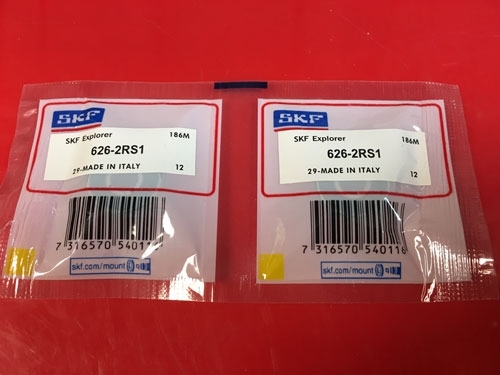 SKF
SKF Explorer 186M
626-2RS1
29-MADE IN ITALY 12
7 316570 540116
skf.com/mount
SKF
SKF Explorer 186M
626-2RS1
29-MADE IN ITALY 12
7 316570 540116
skf.com/mount